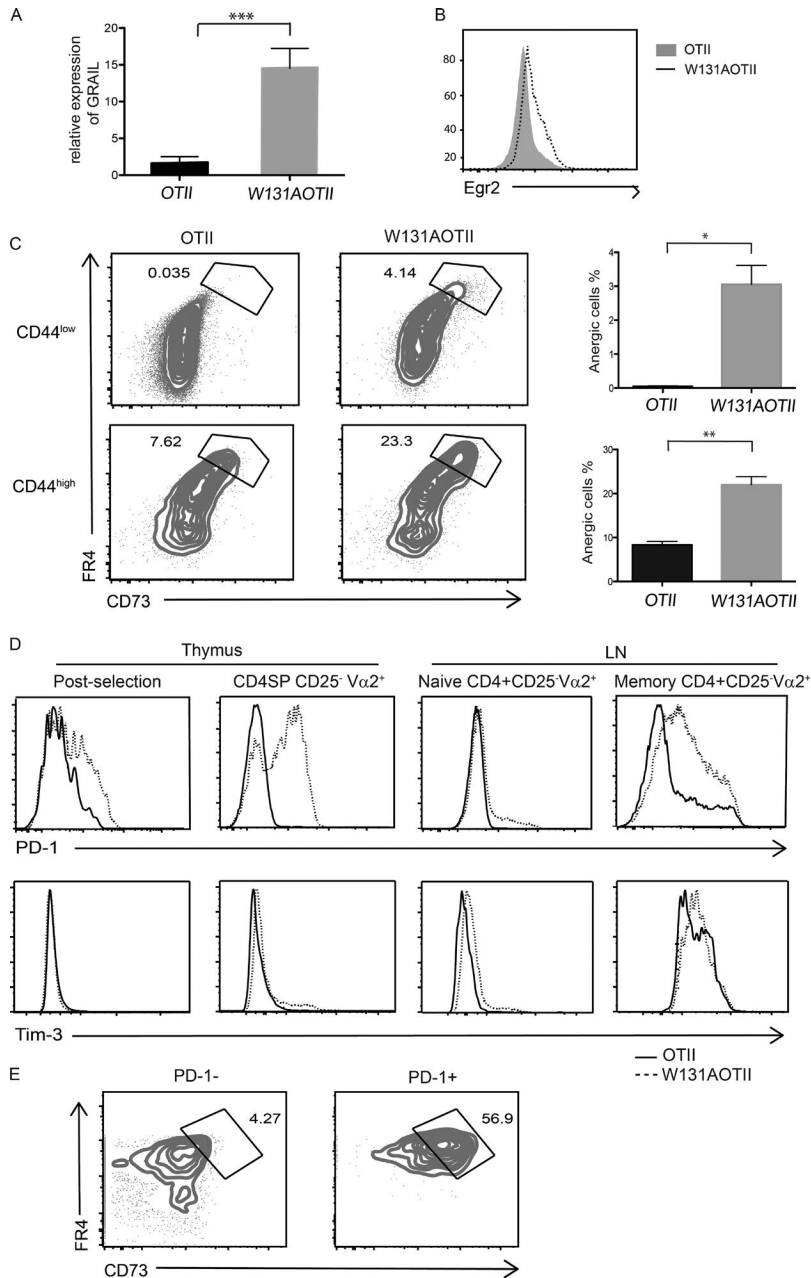 A
***
relative expression
of GRAIL
20
15
10
5
0
OTII
W131AOTII
B
80
60
40
20
Egr2
OTII
W131AOTII
C
OTII
W131AOTII
CD44low
0.035
4.14
CD44high
7.62
23.3
FR4
CD73
*
Anergic cells %
4
3
2
1
0
OTII
W131AOTII
**
Anergic cells %
30
20
10
0
OTII
W131AOTII
D
Thymus
LN
Post-selection
CD4SP CD25- Vα2+
Naive CD4+CD25-Vα2+
Memory CD4+CD25-Vα2+
PD-1
Tim-3
OTII
W131AOTII
E
PD-1-
PD-1+
4.27
56.9
FR4
CD73